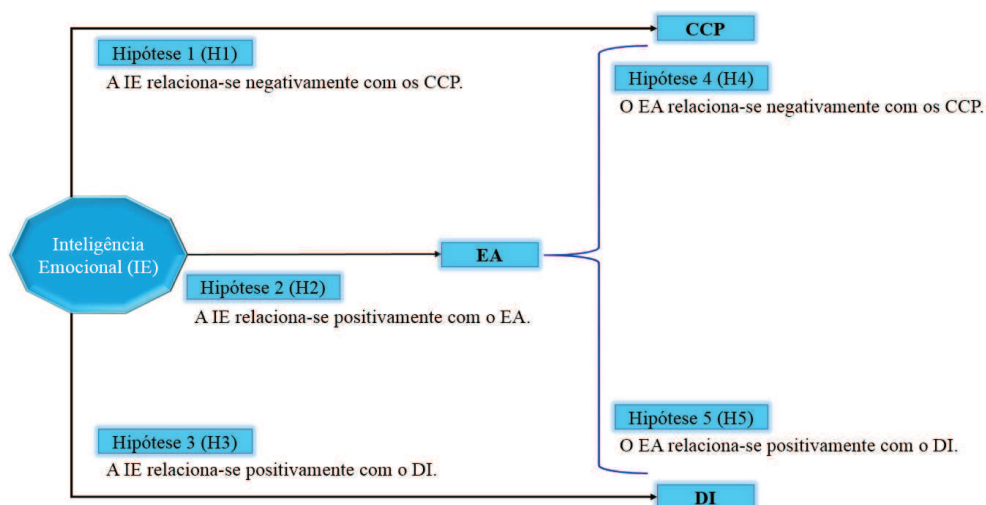 CCP
Hipótese 1 (H1)
A IE relaciona-se negativamente com os CCP.
Hipótese 4 (H4)
O EA relaciona-se negativamente com os CCP.
Inteligência
Emocional (IE)
EA
Hipótese 2 (H2)
A IE relaciona-se positivamente com o EA.
Hipótese 3 (H3)
A IE relaciona-se positivamente com o DI.
Hipótese 5 (H5)
O EA relaciona-se positivamente com o DI.
DI